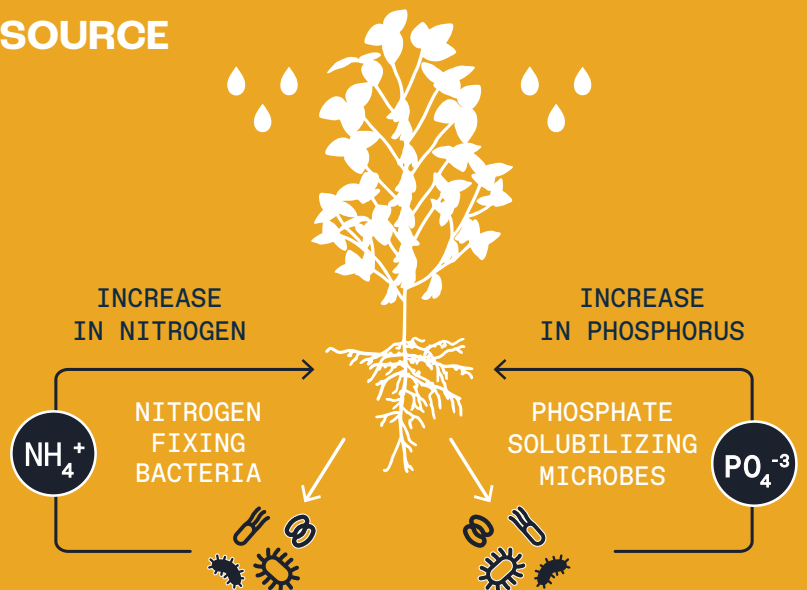 SOURCE
INCREASE
IN NITROGEN
INCREASE
IN PHOSPHORUS
NITROGEN
FIXING
BACTERIA
PHOSPHATE
SOLUBILIZING
MICROBES
NH₄⁺
PO₄⁻³